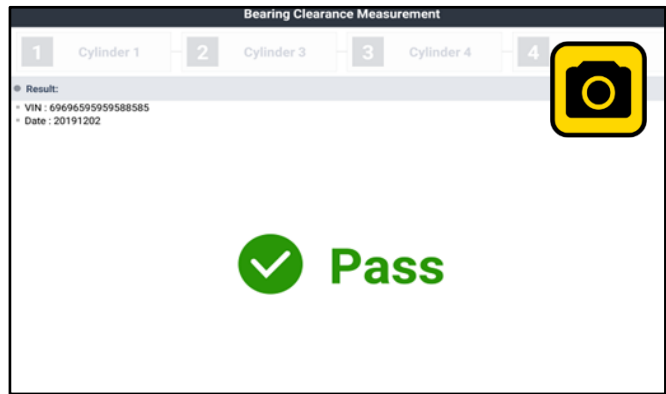 Bearing Clearance Measurement
1 Cylinder 1 2 Cylinder 3 3 Cylinder 4 4
Result:
VIN : 69696595959588585
Date : 20191202
Pass